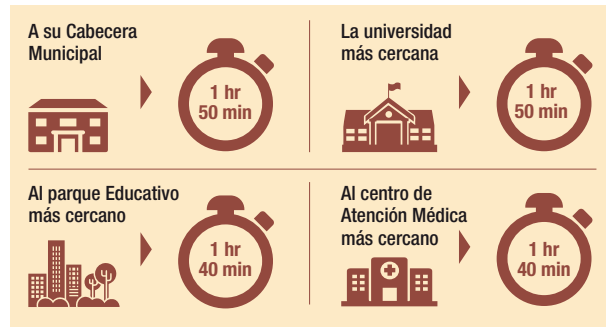 A su Cabecera
Municipal
1 hr
50 min
La universidad
más cercana
1 hr
50 min
Al parque Educativo
más cercano
1 hr
40 min
Al centro de
Atención Médica
más cercano
1 hr
40 min